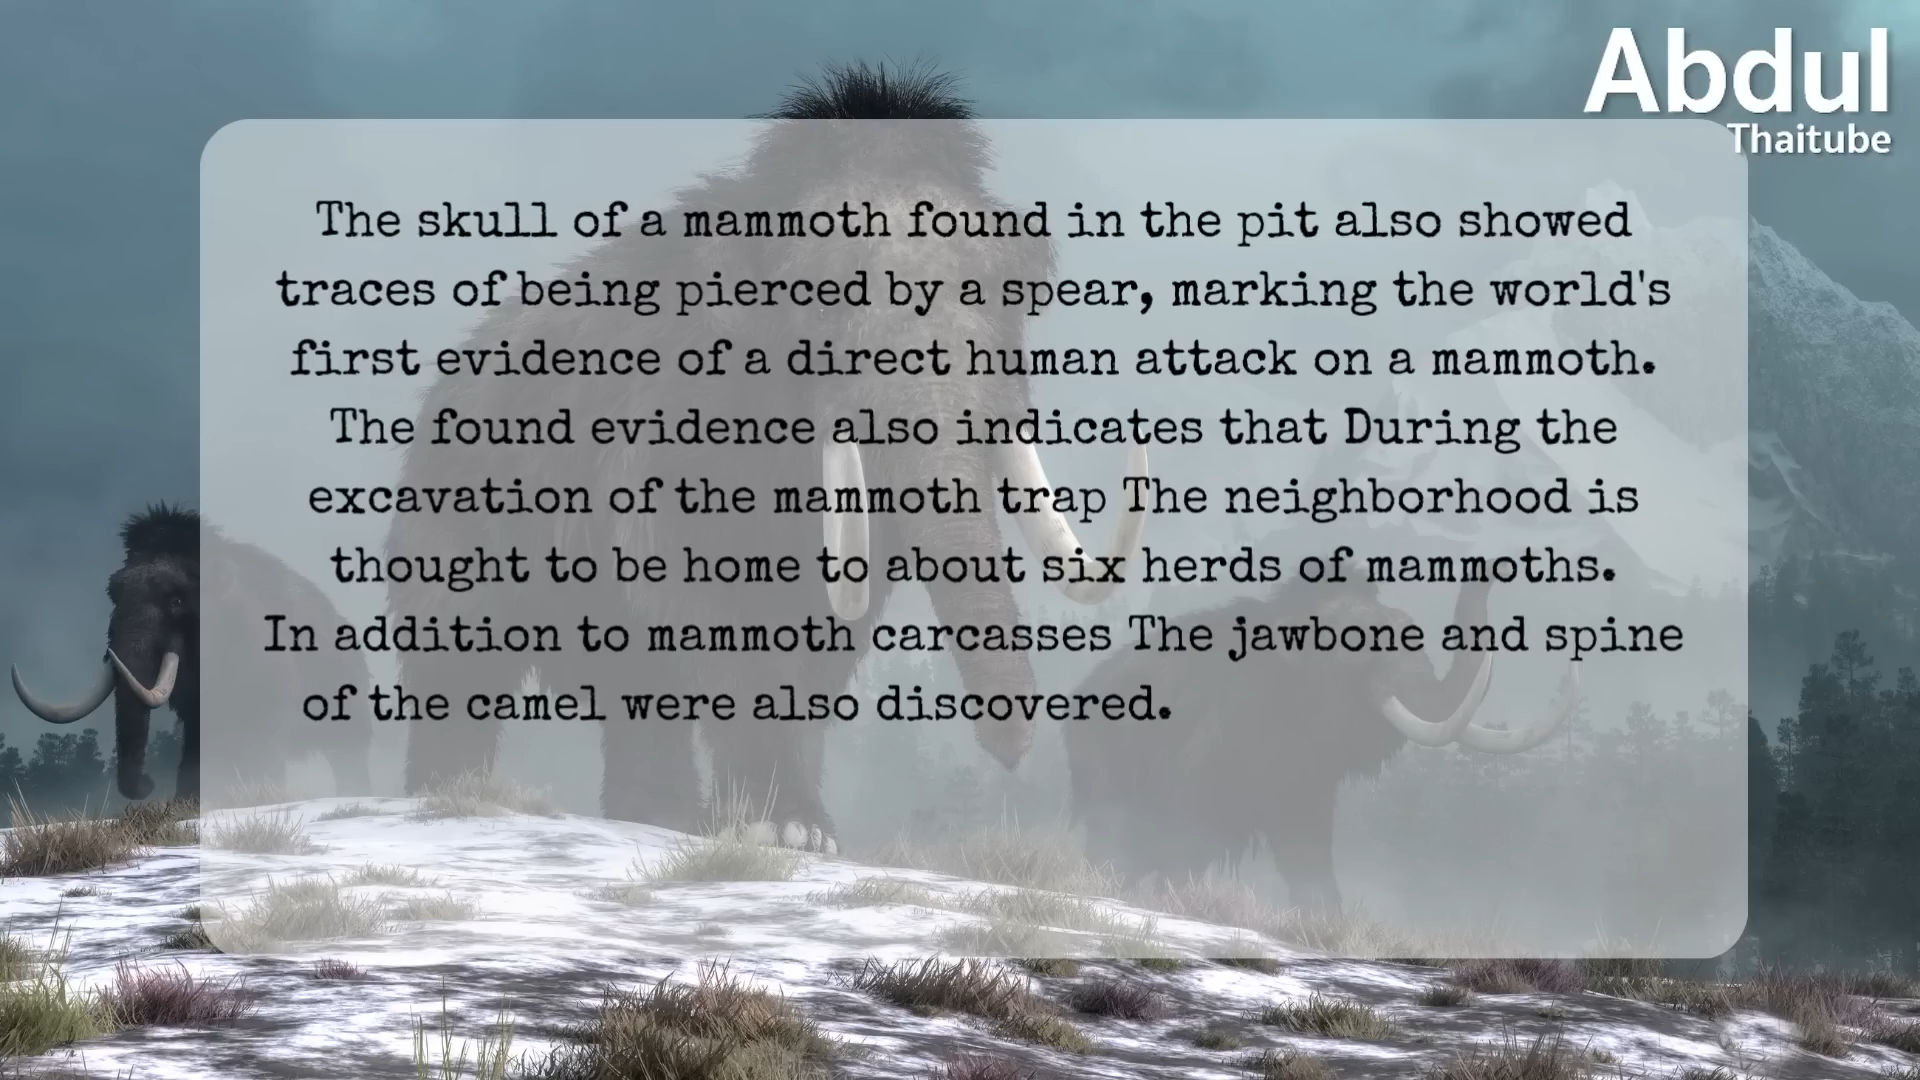 Abdul
Thaitube
The skull of a mammoth found in the pit also showed
traces of being pierced by a spear, marking the world's
first evidence of a direct human attack on a mammoth.
The found evidence also indicates that During the
excavation of the mammoth trap The neighborhood is
thought to be home to about six herds of mammoths.
In addition to mammoth carcasses The jawbone and spine
of the camel were also discovered.